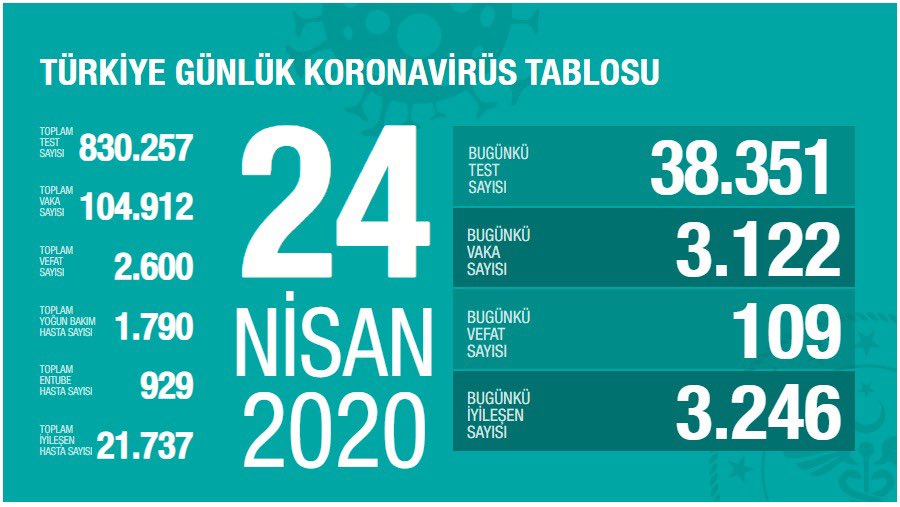 TÜRKİYE GÜNLÜK KORONAVİRÜS TABLOSU
TOPLAM
TEST
SAYISI
830.257
TOPLAM
VAKA
SAYISI
104.912
TOPLAM
VEFAT
SAYISI
2.600
TOPLAM
YOĞUN BAKIM
HASTA SAYISI
1.790
TOPLAM
ENTUBE
HASTA SAYISI
929
TOPLAM
İYİLEŞEN
HASTA SAYISI
21.737
24
NİSAN
2020
BUGÜNKÜ
TEST
SAYISI
38.351
BUGÜNKÜ
VAKA
SAYISI
3.122
BUGÜNKÜ
VEFAT
SAYISI
109
BUGÜNKÜ
İYİLEŞEN
SAYISI
3.246